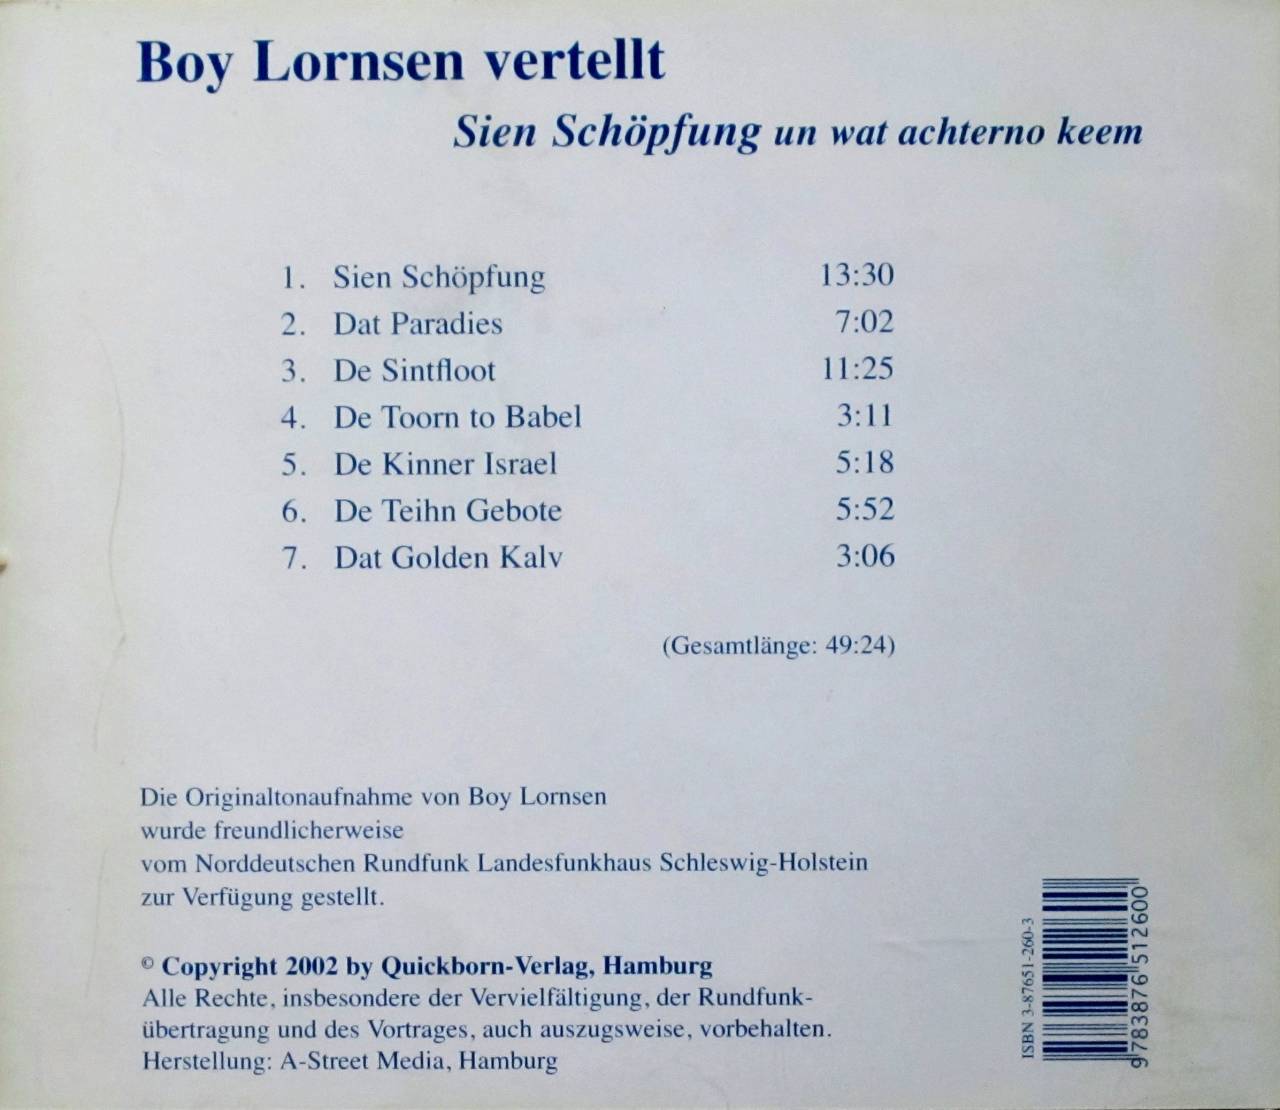 Boy Lornsen vertellt
Sien Schöpfung un wat achterno keem
1. Sien Schöpfung 13:30
2. Dat Paradies 7:02
3. De Sintfloot 11:25
4. De Toorn to Babel 3:11
5. De Kinner Israel 5:18
6. De Teihn Gebote 5:52
7. Dat Golden Kalv 3:06
(Gesamtlänge: 49:24)
Die Originaltonaufnahme von Boy Lornsen
wurde freundlicherweise
vom Norddeutschen Rundfunk Landesfunkhaus Schleswig-Holstein
zur Verfügung gestellt.
© Copyright 2002 by Quickborn-Verlag, Hamburg
Alle Rechte, insbesondere der Vervielfältigung, der Rundfunk-
übertragung und des Vortrages, auch auszugsweise, vorbehalten.
Herstellung: A-Street Media, Hamburg
ISBN 3-87651-260-3
9783876512600